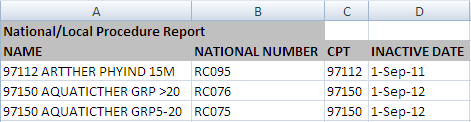 A B C D
National/Local Procedure Report
NAME NATIONAL NUMBER CPT INACTIVE DATE
97112 ARTTHER PHYIND 15M RC095 97112 1-Sep-11
97150 AQUATICTHER GRP >20 RC076 97150 1-Sep-12
97150 AQUATICTHER GRP5-20 RC075 97150 1-Sep-12